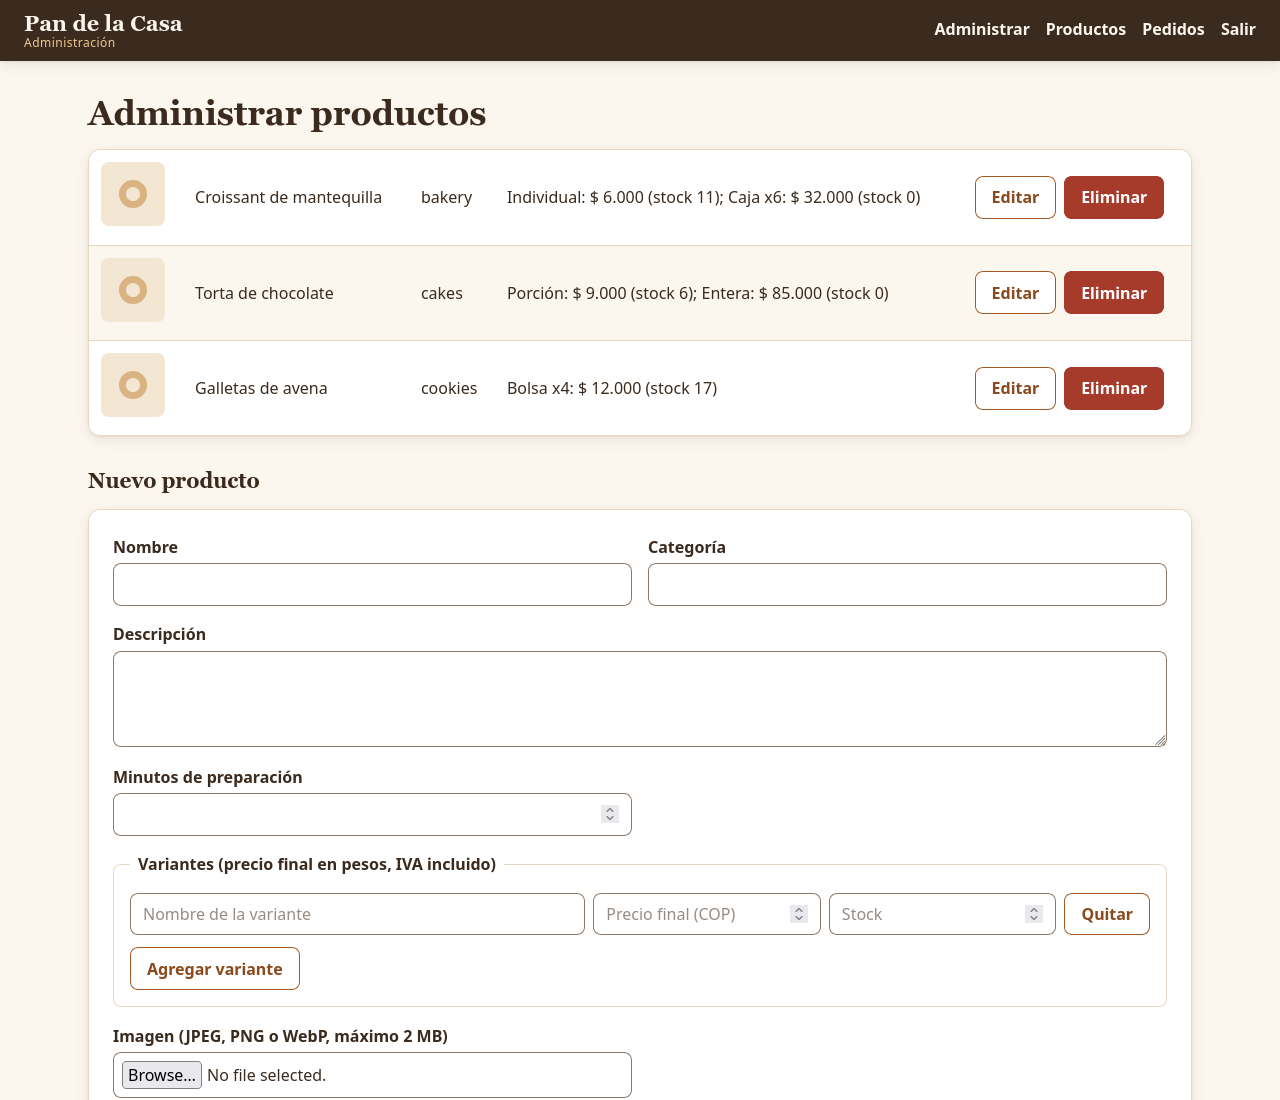 Pan de la Casa
Administración
Administrar Productos Pedidos Salir
Administrar productos
Croissant de mantequilla bakery Individual: $ 6.000 (stock 11); Caja x6: $ 32.000 (stock 0) Editar Eliminar
Torta de chocolate cakes Porción: $ 9.000 (stock 6); Entera: $ 85.000 (stock 0) Editar Eliminar
Galletas de avena cookies Bolsa x4: $ 12.000 (stock 17) Editar Eliminar
Nuevo producto
Nombre Categoría
Descripción
Minutos de preparación
Variantes (precio final en pesos, IVA incluido)
Nombre de la variante Precio final (COP) Stock Quitar
Agregar variante
Imagen (JPEG, PNG o WebP, máximo 2 MB)
Browse... No file selected.